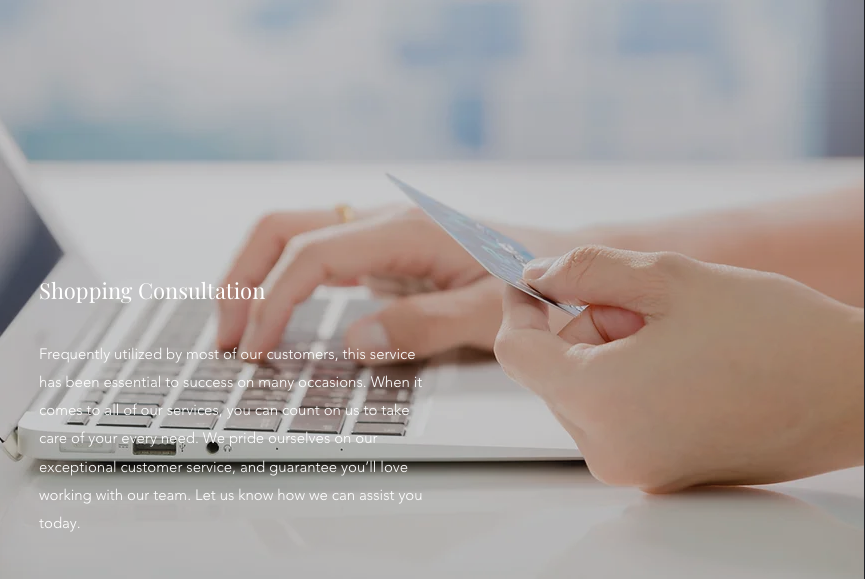 Shopping Consultation
Frequently utilized by most of our customers, this service
has been essential to success on many occasions. When it
comes to all of our services, you can count on us to take
care of your every need. We pride ourselves on our
exceptional customer service, and guarantee you'll love
working with our team. Let us know how we can assist you
today.